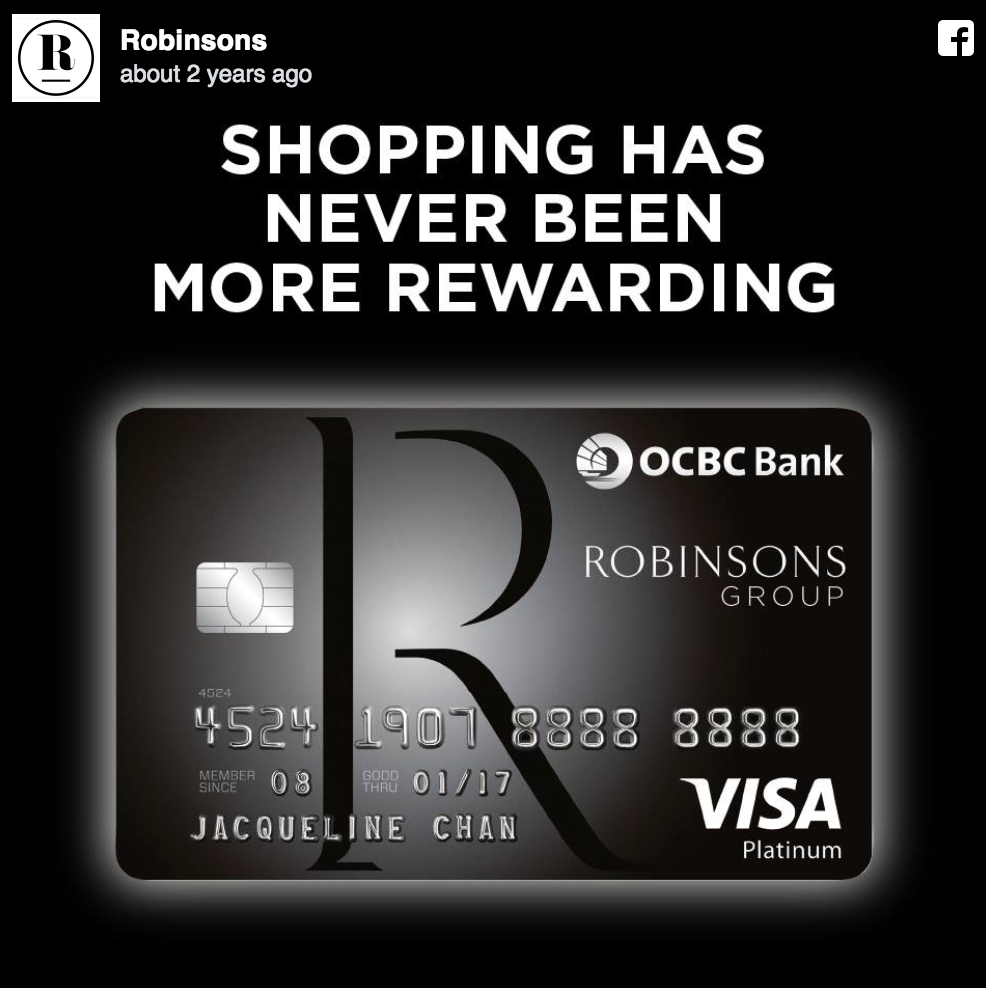 R
Robinsons
about 2 years ago
SHOPPING HAS
NEVER BEEN
MORE REWARDING
R
OCBC Bank
ROBINSONS
GROUP
4524
4524 1907 8888 8888
MEMBER
SINCE 08
GOOD
THRU 01/17
JACQUELINE CHAN
VISA
Platinum